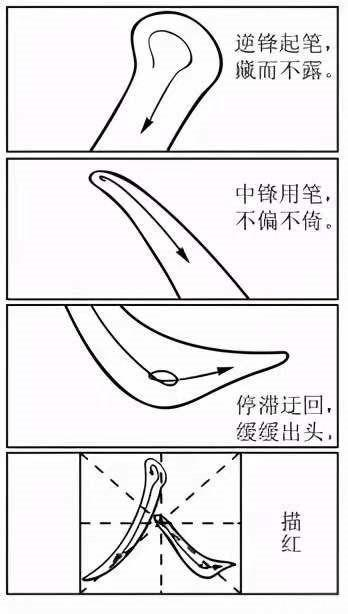 逆锋起笔，
藏而不露。
中锋用笔，
不偏不倚。
停滞迂回，
缓缓出头，
描红